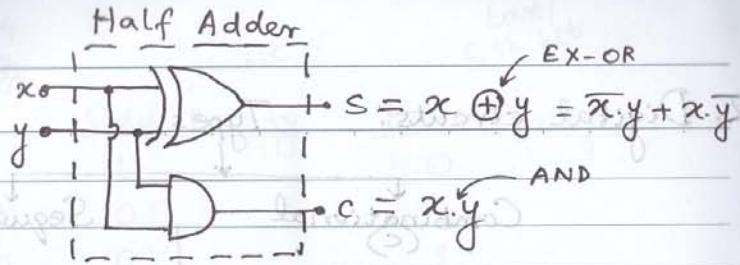 Half Adder
EX-OR
x
S = x ⊕ y = x̅.y + x.y̅
y
AND
C = x.y